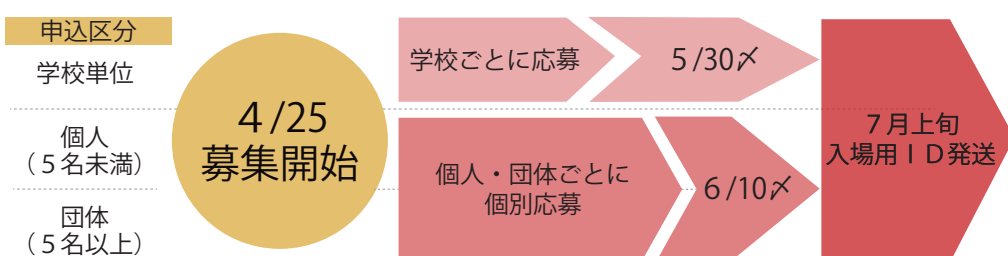 申込区分
学校単位
個人
（５名未満）
団体
（５名以上）
4/25
募集開始
学校ごとに応募
5/30〆
個人・団体ごとに
個別応募
6/10〆
７月上旬
入場用ＩＤ発送